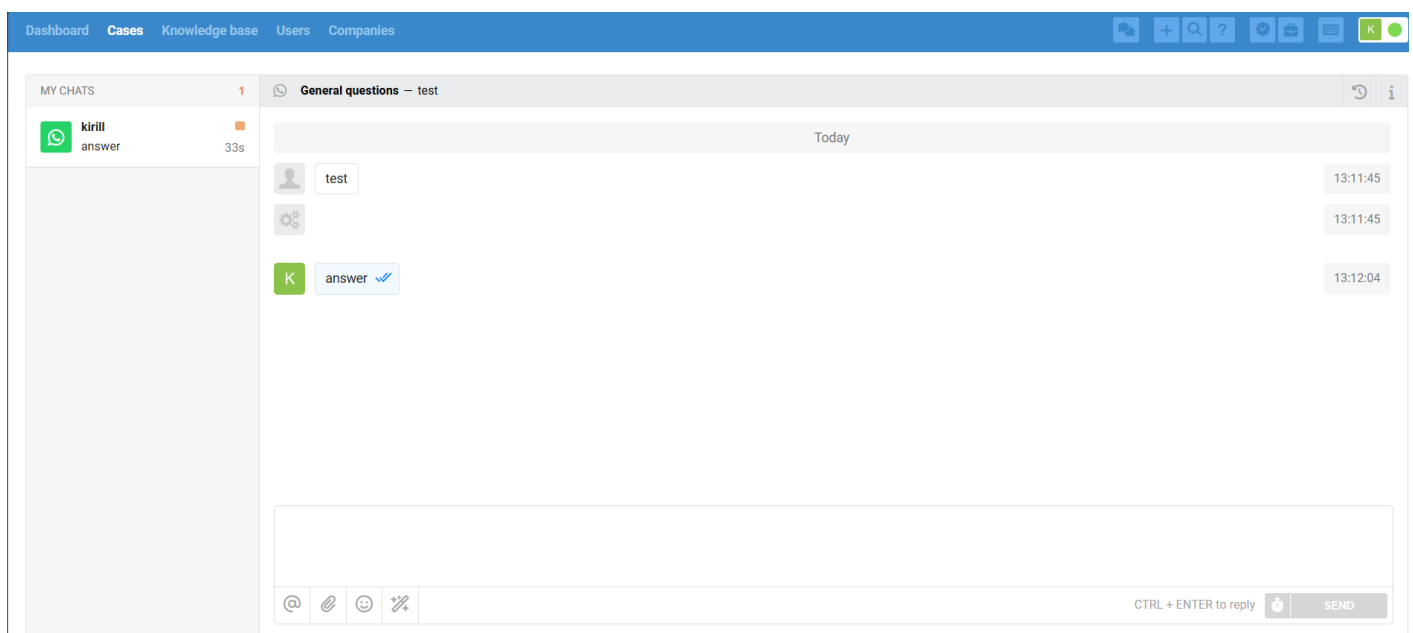 Dashboard Cases Knowledge base Users Companies
K
MY CHATS 1
General questions – test
kirill
answer 33s
Today
test 13:11:45
13:11:45
K answer 13:12:04
CTRL + ENTER to reply SEND